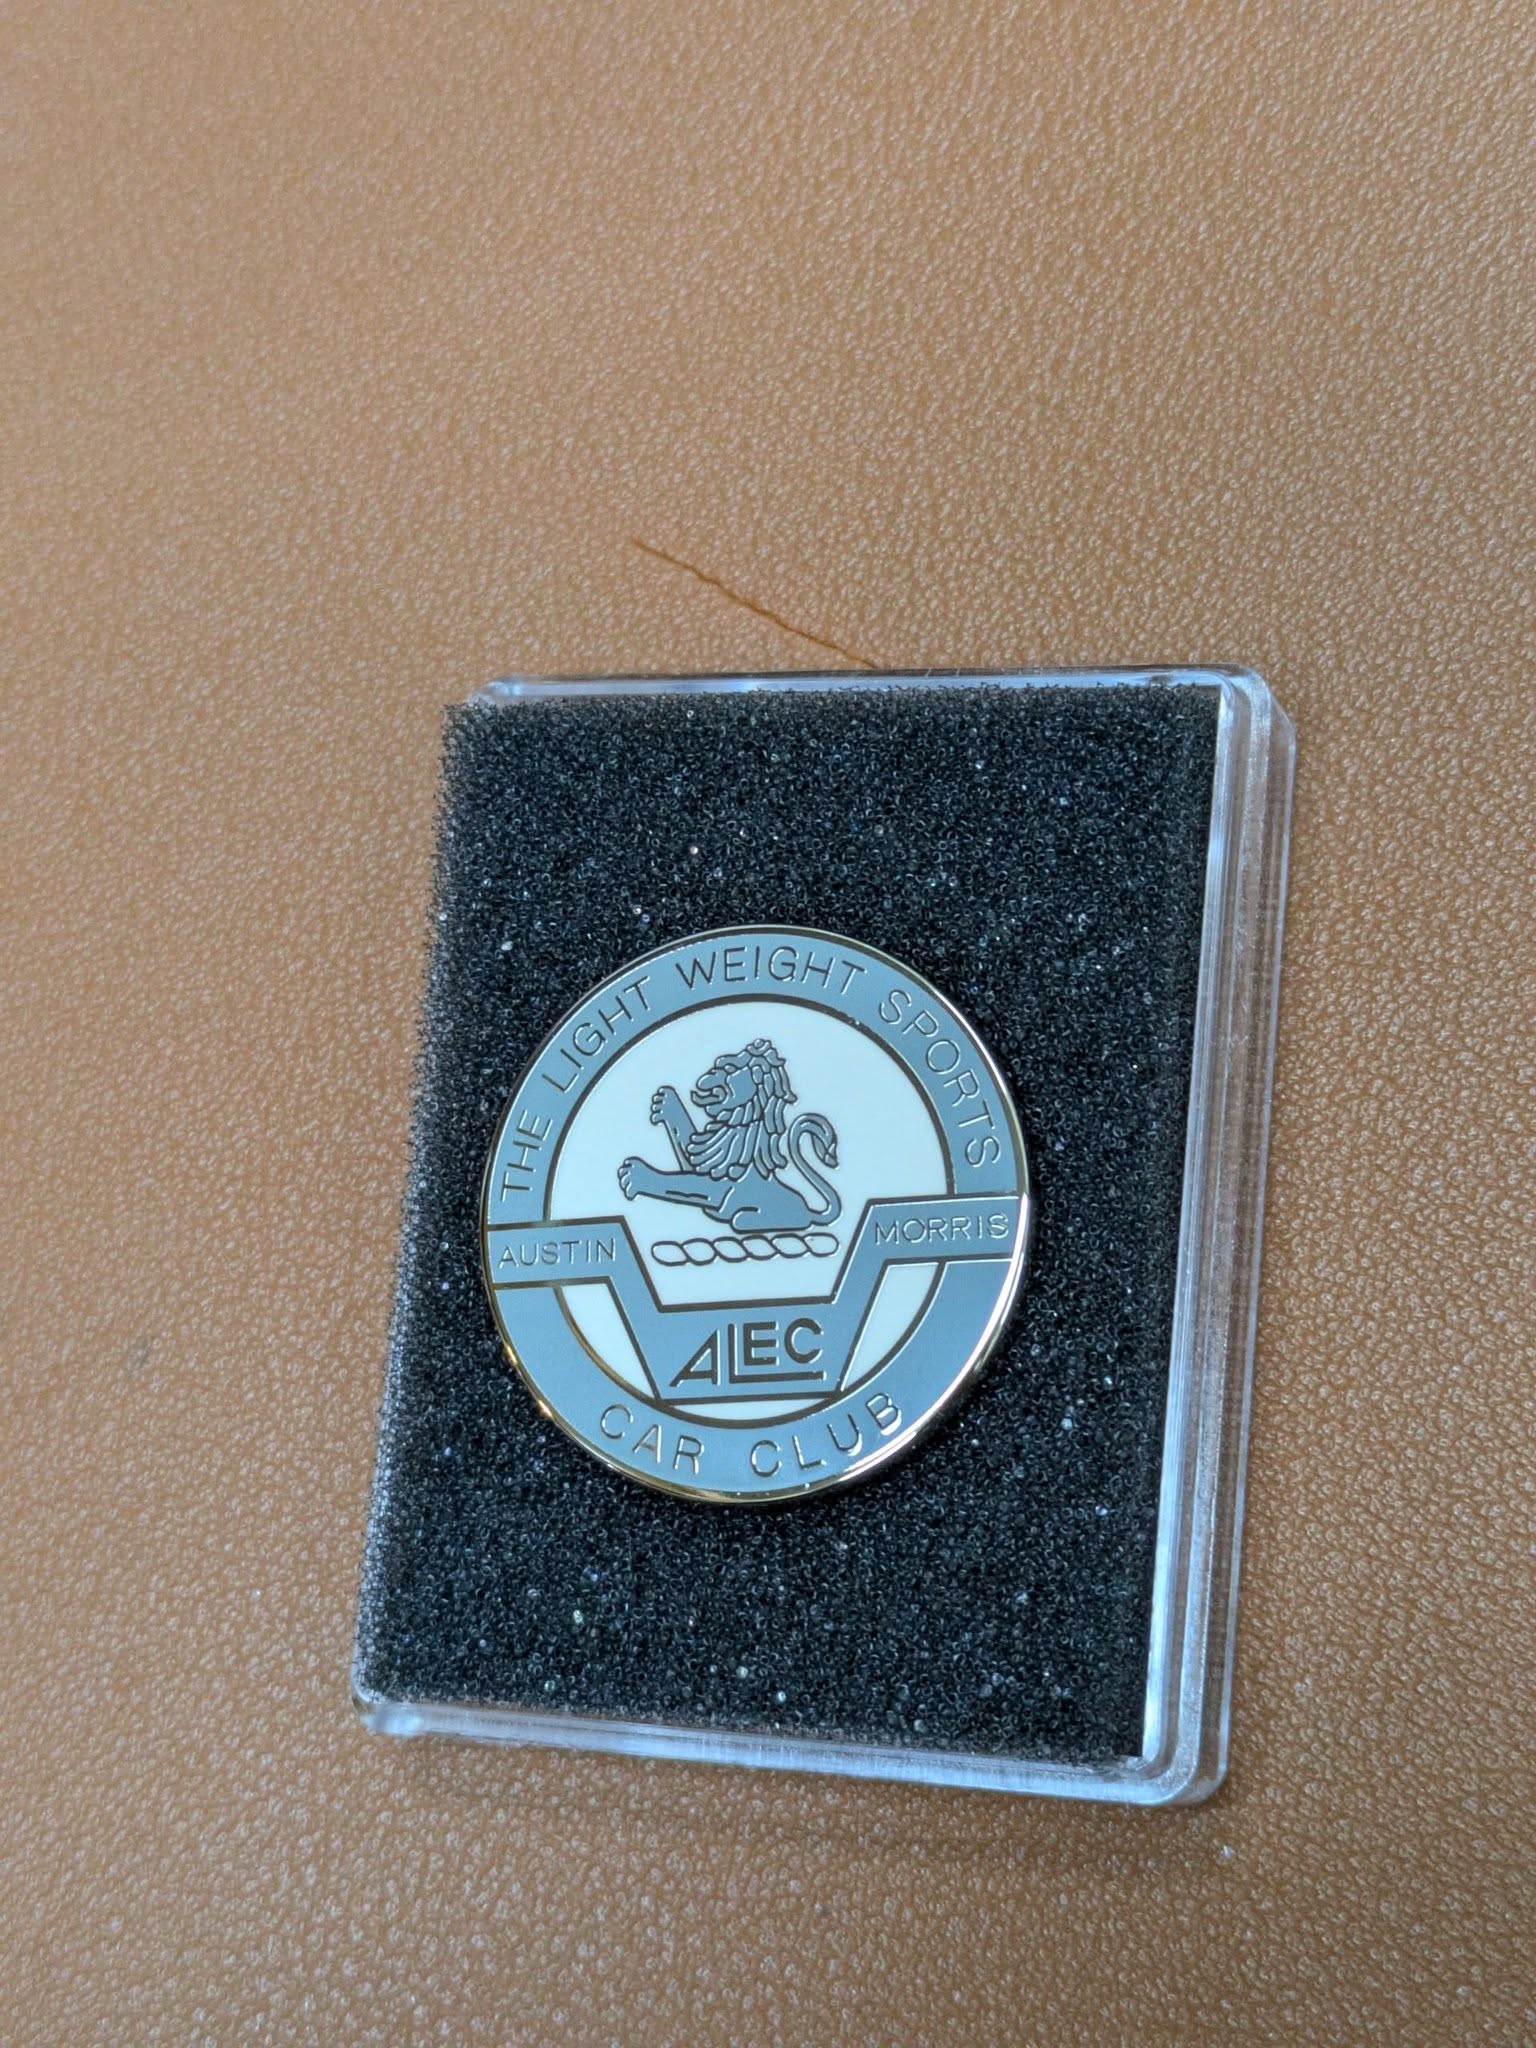 THE LIGHT WEIGHT SPORTS
AUSTIN
MORRIS
ALEC
CAR CLUB